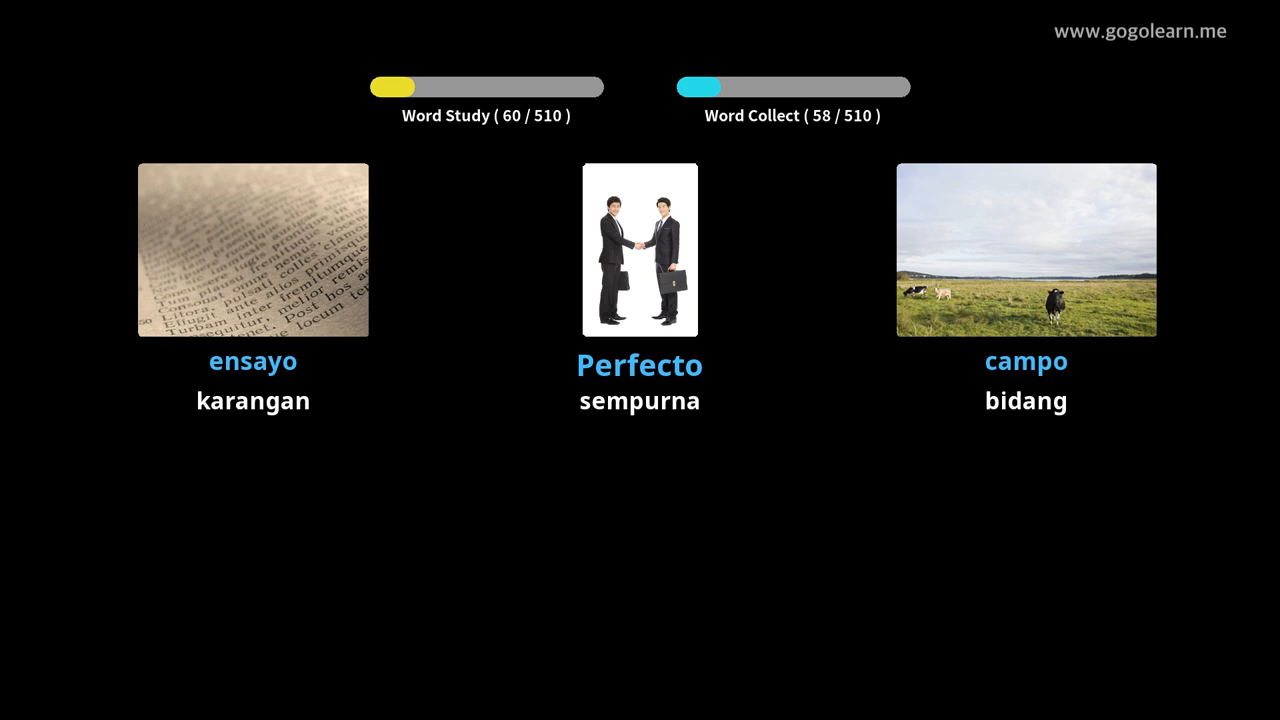 www.gogolearn.me
Word Study ( 60 / 510 )
Word Collect ( 58 / 510 )
ensayo
karangan
Perfecto
sempurna
campo
bidang